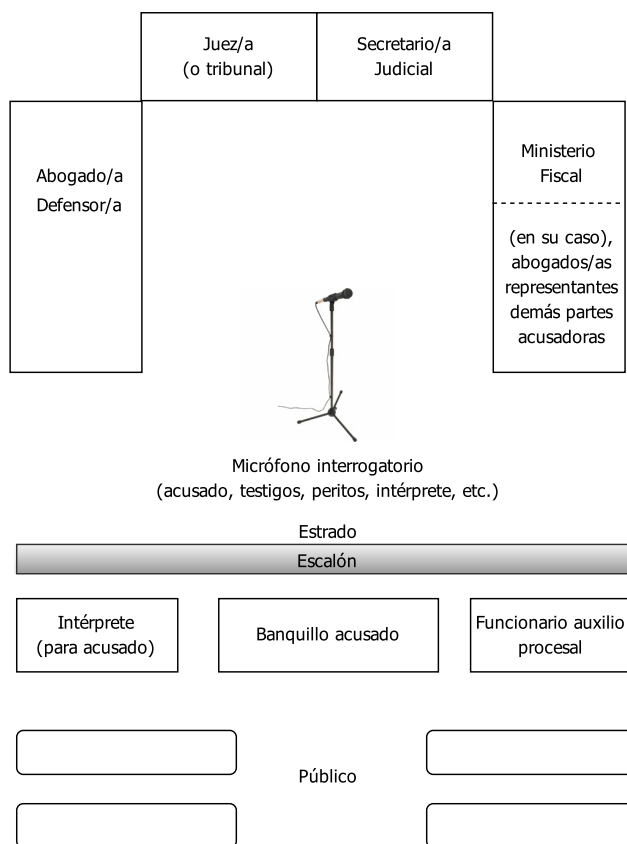 Juez/a
(o tribunal)
Secretario/a
Judicial
Abogado/a
Defensor/a
Ministerio
Fiscal
(en su caso),
abogados/as
representantes
demás partes
acusadoras
Micrófono interrogatorio
(acusado, testigos, peritos, intérprete, etc.)
Estrado
Escalón
Intérprete
(para acusado)
Banquillo acusado
Funcionario auxilio
procesal
Público